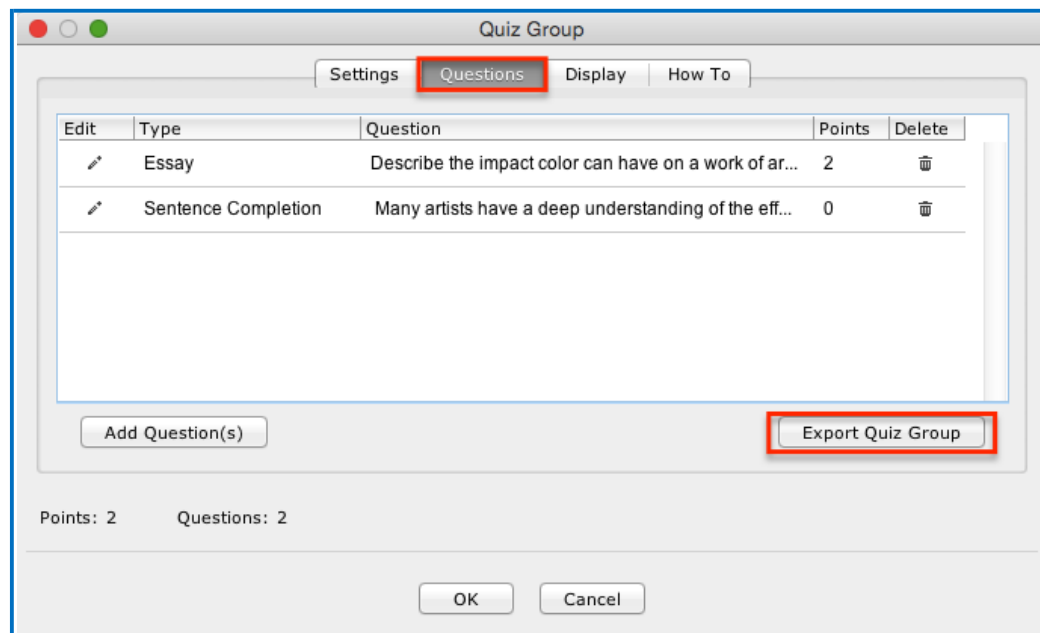 Quiz Group
Settings Questions Display How To
Edit Type Question Points Delete
Essay Describe the impact color can have on a work of ar... 2
Sentence Completion Many artists have a deep understanding of the eff... 0
Add Question(s) Export Quiz Group
Points: 2 Questions: 2
OK Cancel